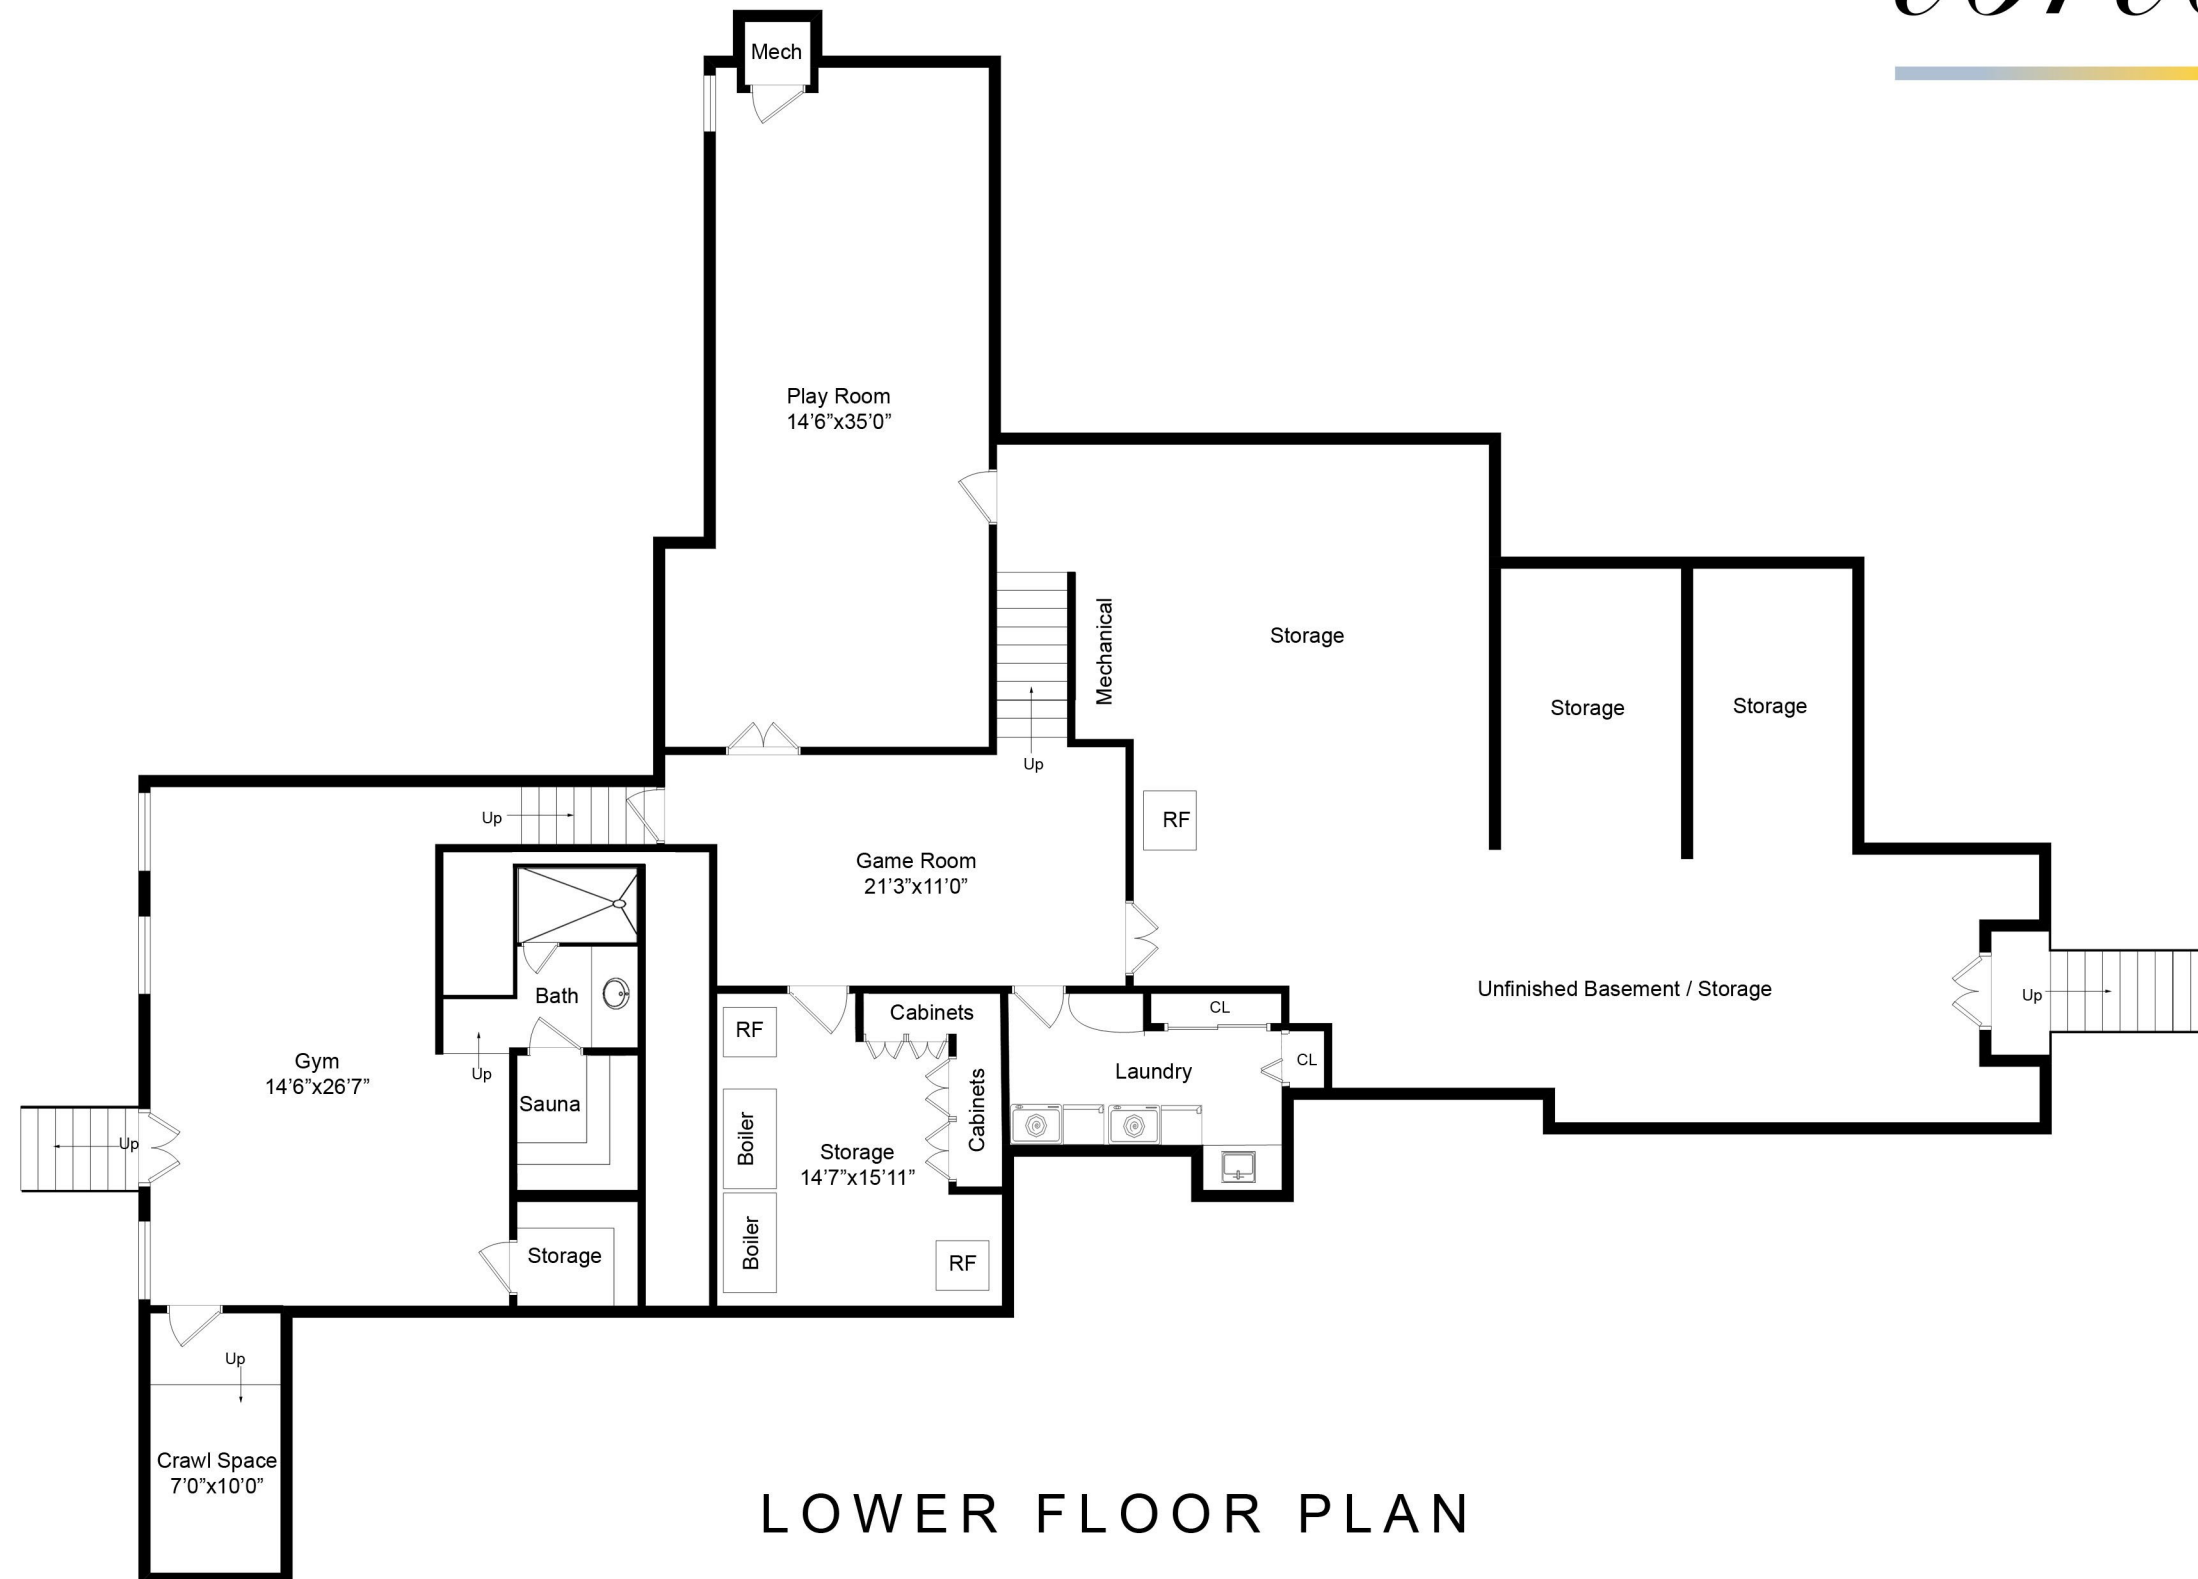 Mech
Play Room
14’6”x35’0”
Mechanical
Storage
Storage
Storage
Up
Up
RF
Game Room
21’3”x11’0”
Unfinished Basement / Storage
Up
Bath
Cabinets
CL
RF
Gym
14’6”x26’7”
Up
Laundry
CL
Sauna
Cabinets
Boiler
Up
Storage
14’7”x15’11”
Boiler
Storage
RF
Up
Crawl Space
7’0”x10’0”
LOWER FLOOR PLAN